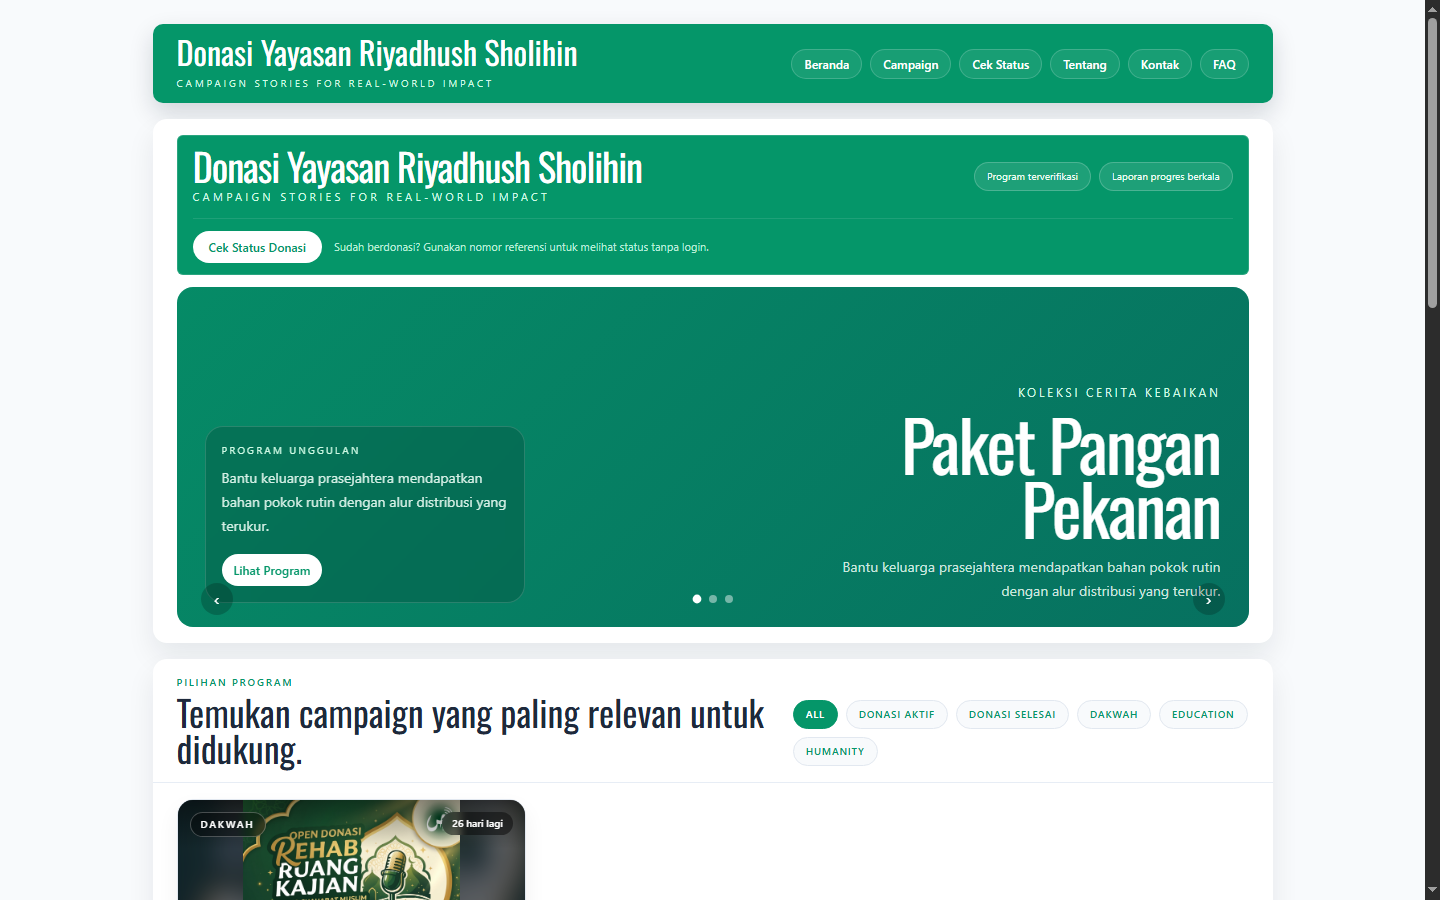 Donasi Yayasan Riyadhush Sholihin
CAMPAIGN STORIES FOR REAL-WORLD IMPACT
Beranda
Campaign
Cek Status
Tentang
Kontak
FAQ
Donasi Yayasan Riyadhush Sholihin
CAMPAIGN STORIES FOR REAL-WORLD IMPACT
Program terverifikasi
Laporan progres berkala
Cek Status Donasi
Sudah berdonasi? Gunakan nomor referensi untuk melihat status tanpa login.
PROGRAM UNGGULAN
Bantu keluarga prasejahtera mendapatkan
bahan pokok rutin dengan alur distribusi yang
terukur.
Lihat Program
KOLEKSI CERITA KEBAIKAN
Paket Pangan
Pekanan
Bantu keluarga prasejahtera mendapatkan bahan pokok rutin
dengan alur distribusi yang terukur.
‹
›
PILIHAN PROGRAM
Temukan campaign yang paling relevan untuk
didukung.
ALL
DONASI AKTIF
DONASI SELESAI
DAKWAH
EDUCATION
HUMANITY
DAKWAH
26 hari lagi
OPEN DONASI
REHAB
RUANG
KAJIAN